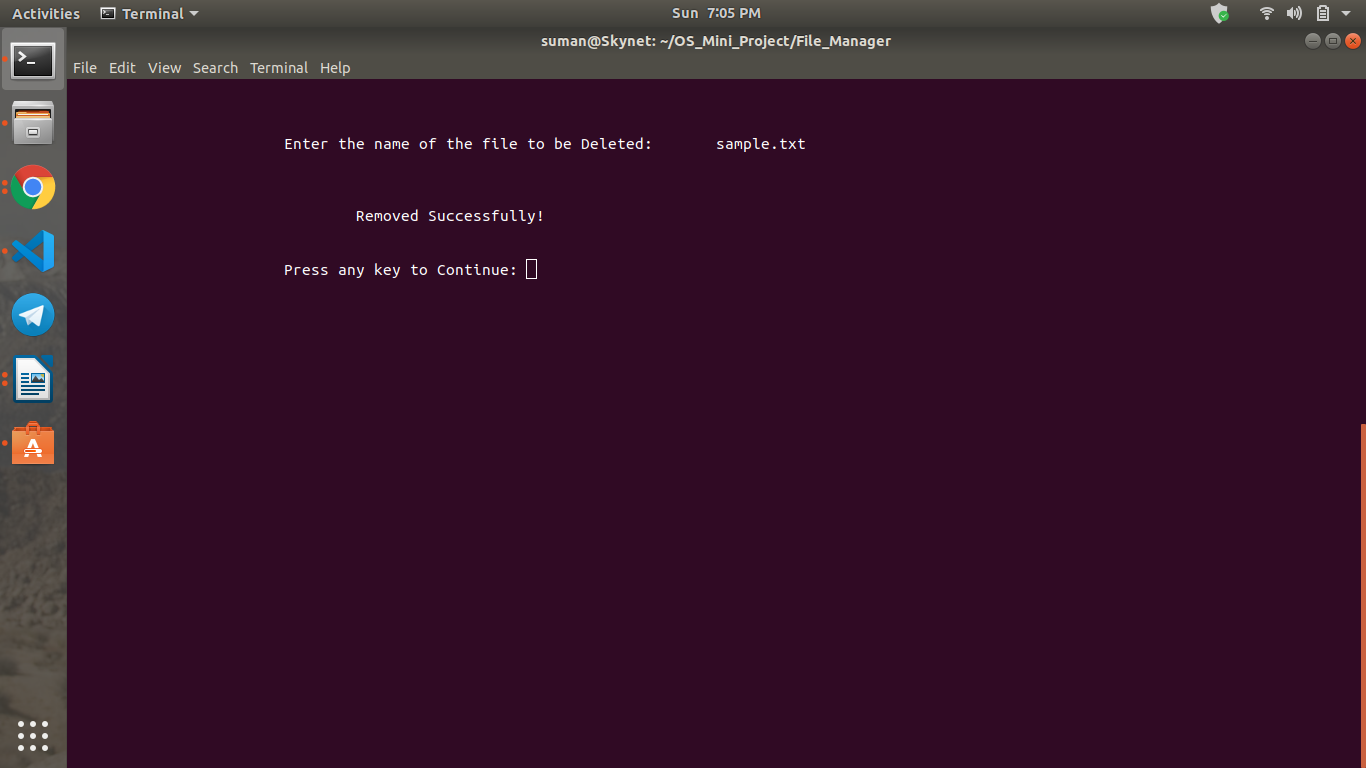 Activities Terminal Sun 7:05 PM
suman@Skynet: ~/OS_Mini_Project/File_Manager
File Edit View Search Terminal Help
Enter the name of the file to be Deleted: sample.txt
Removed Successfully!
Press any key to Continue: